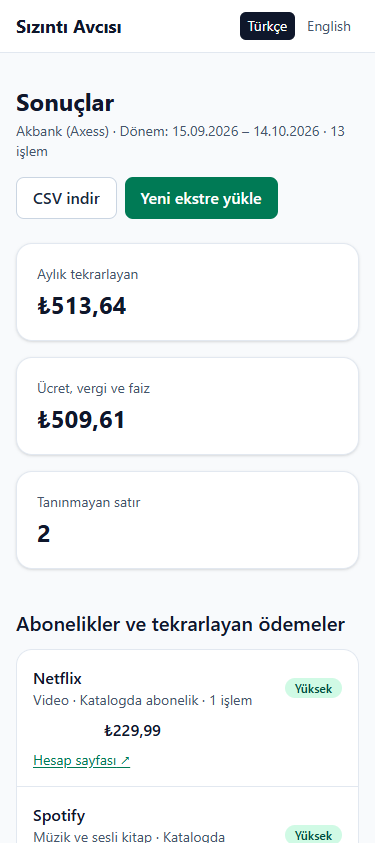 Sızıntı Avcısı
Türkçe
English
Sonuçlar
Akbank (Axess) · Dönem: 15.09.2026 – 14.10.2026 · 13
işlem
CSV indir
Yeni ekstre yükle
Aylık tekrarlayan
₺513,64
Ücret, vergi ve faiz
₺509,61
Tanınmayan satır
2
Abonelikler ve tekrarlayan ödemeler
Netflix
Yüksek
Video · Katalogda abonelik · 1 işlem
₺229,99
Hesap sayfası ↗
Spotify
Yüksek
Müzik ve sesli kitap · Katalogda